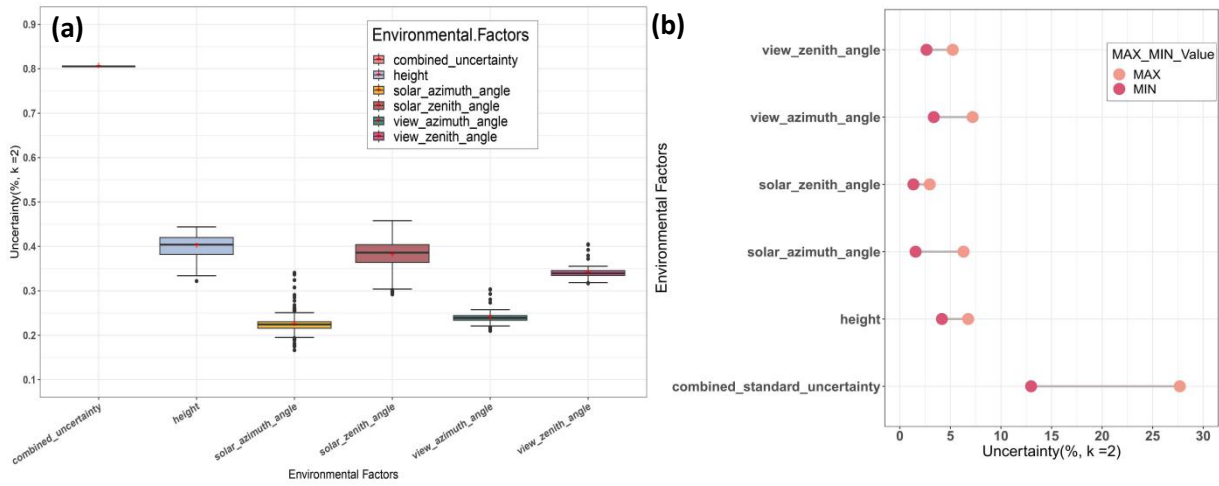 (a)
0.9
0.8
0.7
0.6
0.5
0.4
0.3
0.2
0.1
Uncertainty(%, k =2)
Environmental.Factors
combined_uncertainty
height
solar_azimuth_angle
solar_zenith_angle
view_azimuth_angle
view_zenith_angle
combined_uncertainty
height
solar_azimuth_angle
solar_zenith_angle
view_azimuth_angle
view_zenith_angle
Environmental Factors
(b)
Environmental Factors
view_zenith_angle
view_azimuth_angle
solar_zenith_angle
solar_azimuth_angle
height
combined_standard_uncertainty
MAX_MIN_Value
MAX
MIN
0 5 10 15 20 25 30
Uncertainty(%, k =2)